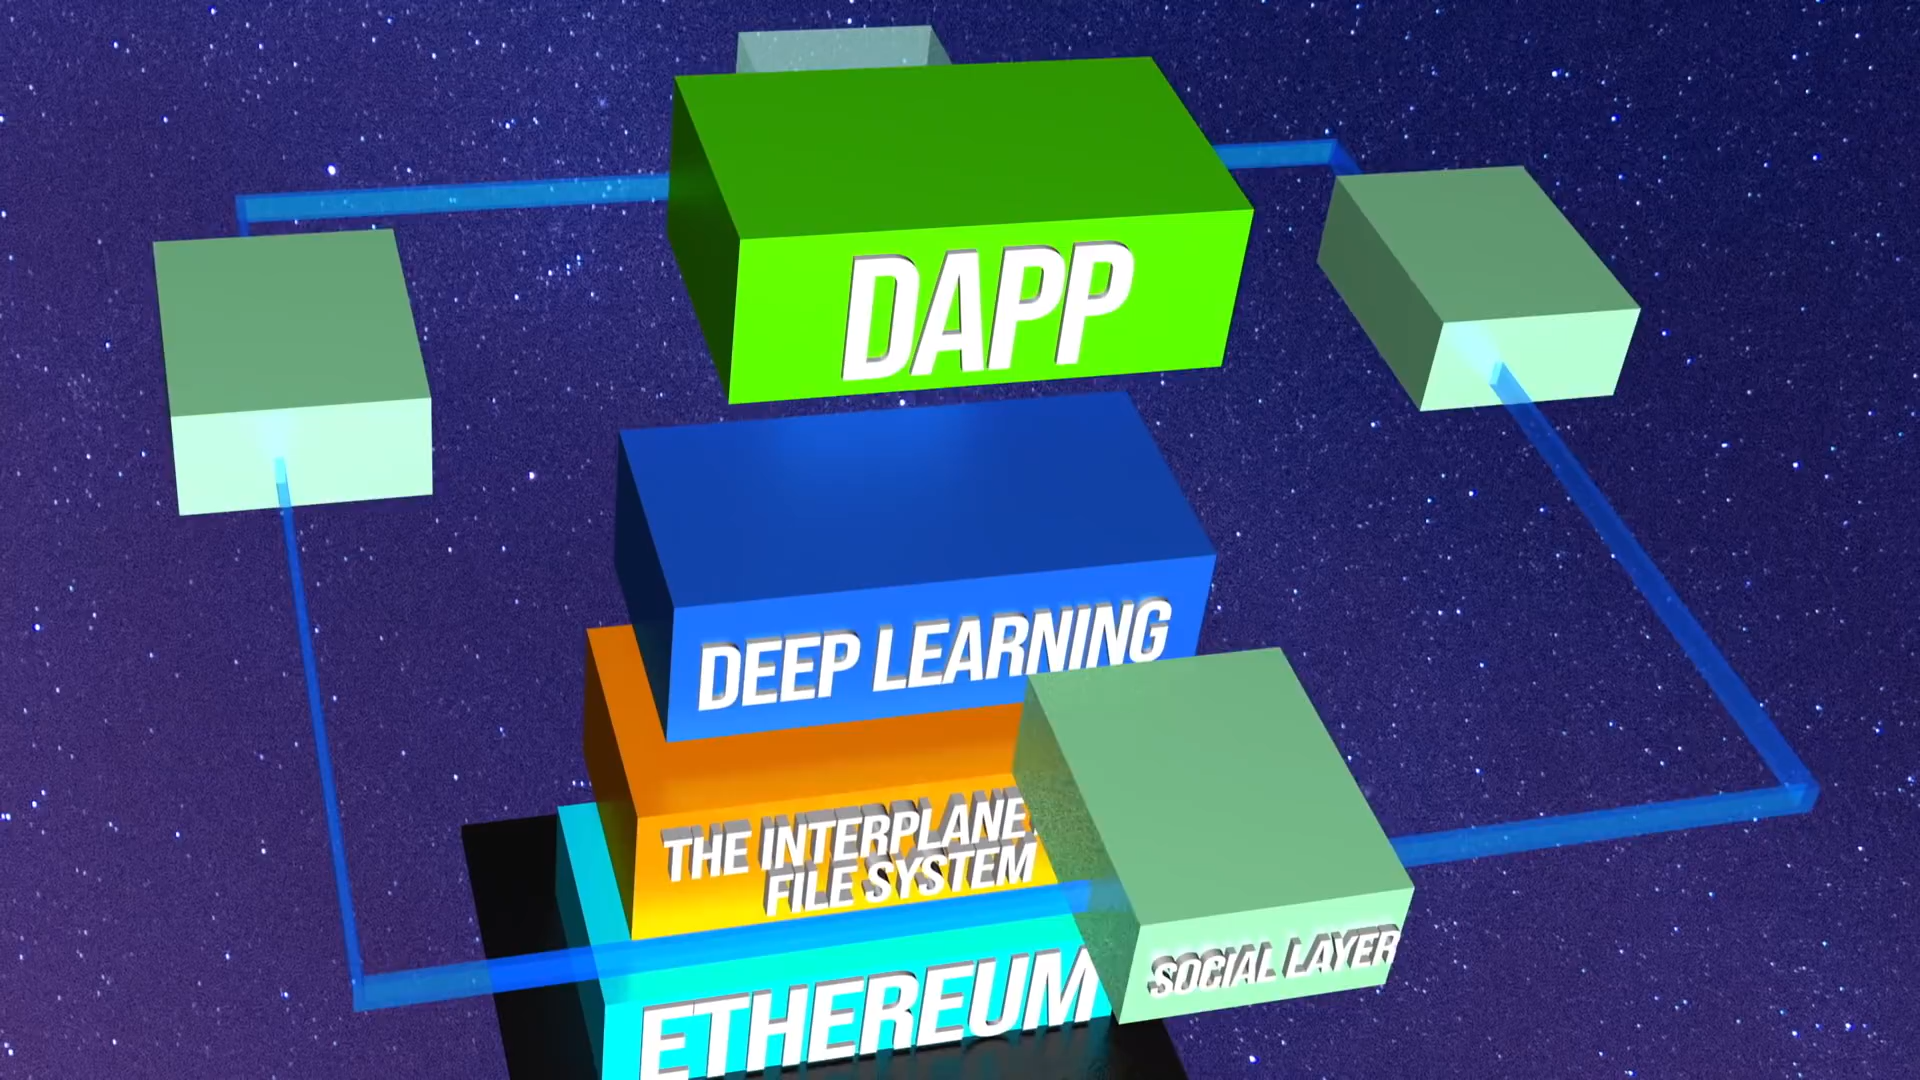 DAPP
DEEP LEARNING
THE INTERPLANE
FILE SYSTEM
ETHEREUM
SOCIAL LAYER